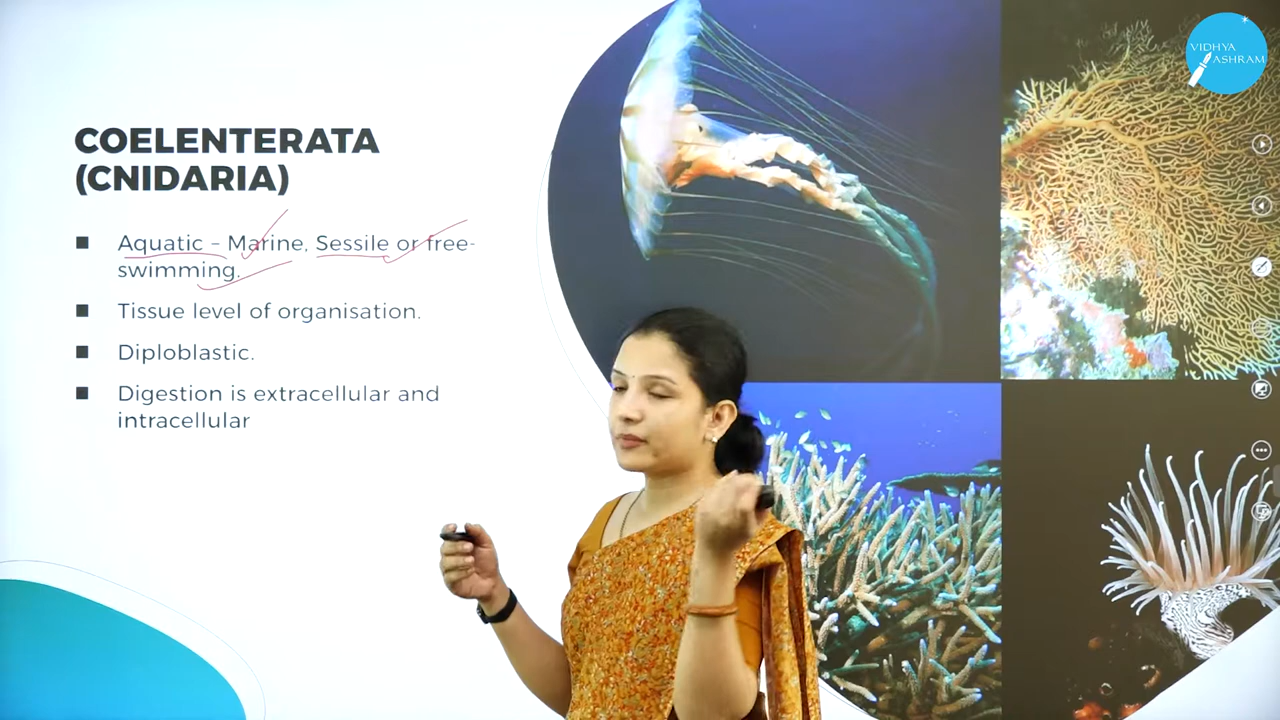 COELENTERATA
(CNIDARIA)
Aquatic – Marine, Sessile or free-
swimming.
Tissue level of organisation.
Diploblastic.
Digestion is extracellular and
intracellular
VIDHYA
ASHRAM